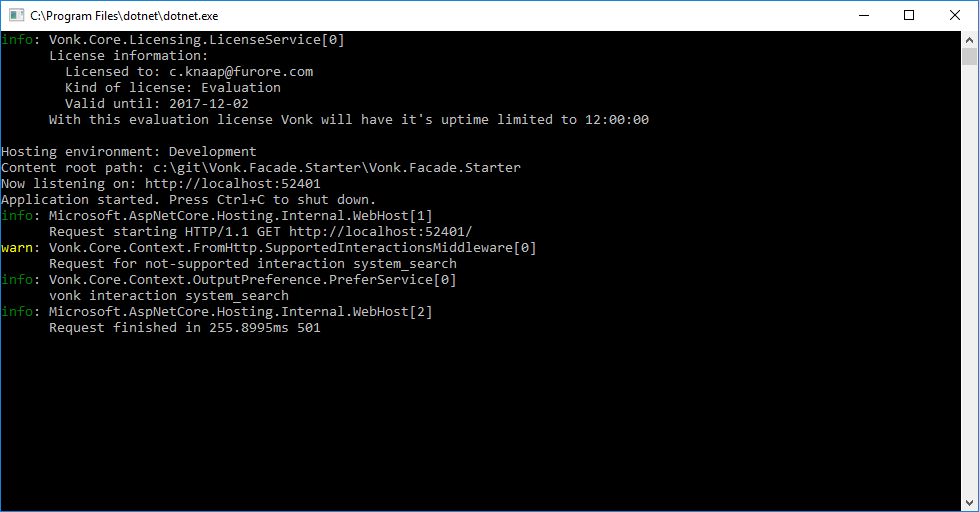 C:\Program Files\dotnet\dotnet.exe
info: Vonk.Core.Licensing.LicenseService[0]
License information:
Licensed to: c.knaap@furore.com
Kind of license: Evaluation
Valid until: 2017-12-02
With this evaluation license Vonk will have it's uptime limited to 12:00:00
Hosting environment: Development
Content root path: c:\git\Vonk.Facade.Starter\Vonk.Facade.Starter
Now listening on: http://localhost:52401
Application started. Press Ctrl+C to shut down.
info: Microsoft.AspNetCore.Hosting.Internal.WebHost[1]
Request starting HTTP/1.1 GET http://localhost:52401/
warn: Vonk.Core.Context.FromHttp.SupportedInteractionsMiddleware[0]
Request for not-supported interaction system_search
info: Vonk.Core.Context.OutputPreference.PreferService[0]
vonk interaction system_search
info: Microsoft.AspNetCore.Hosting.Internal.WebHost[2]
Request finished in 255.8995ms 501